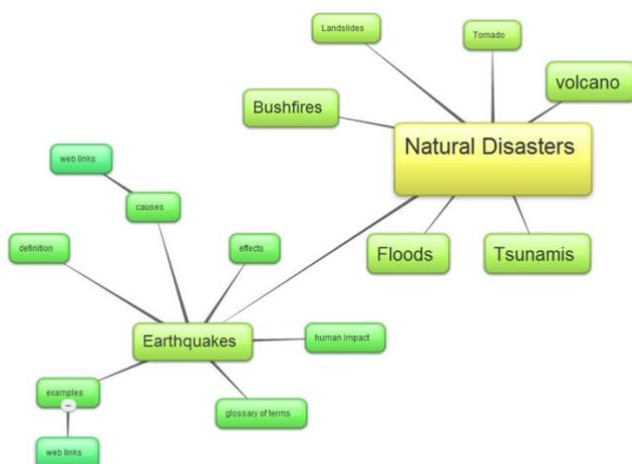 Landslides
Tornado
volcano
Bushfires
Natural Disasters
web links
causes
definition
effects
Floods
Tsunamis
Earthquakes
human impact
examples
glossary of terms
web links